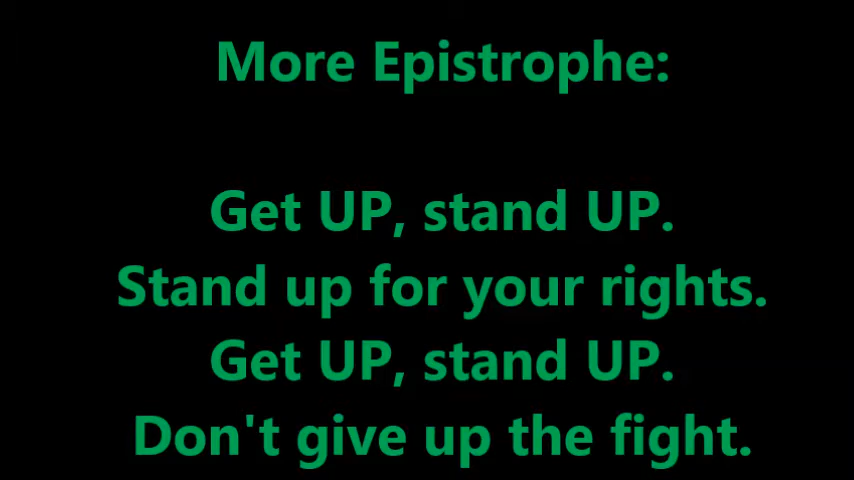 More Epistrophe:
Get UP, stand UP.
Stand up for your rights.
Get UP, stand UP.
Don't give up the fight.